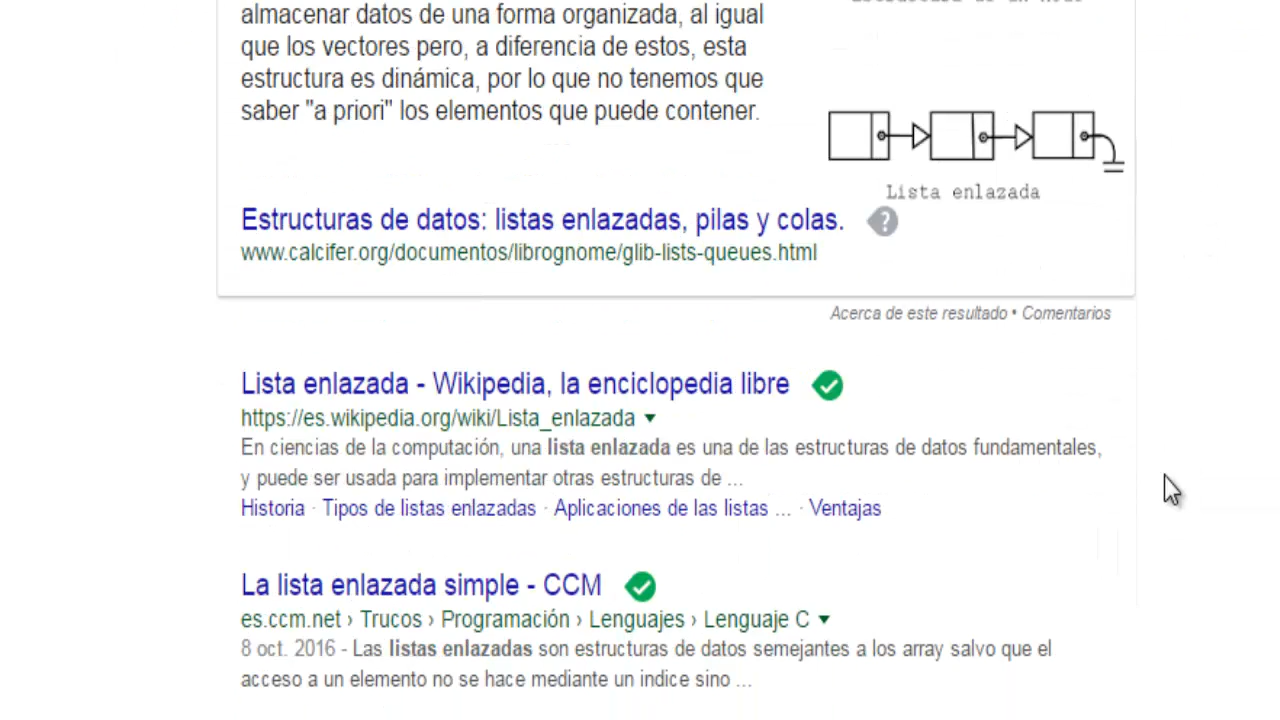 almacenar datos de una forma organizada, al igual
que los vectores pero, a diferencia de estos, esta
estructura es dinámica, por lo que no tenemos que
saber "a priori" los elementos que puede contener.
Lista enlazada
Estructuras de datos: listas enlazadas, pilas y colas. ?
www.calcifer.org/documentos/librognome/glib-lists-queues.html
Acerca de este resultado • Comentarios
Lista enlazada - Wikipedia, la enciclopedia libre
https://es.wikipedia.org/wiki/Lista_enlazada
En ciencias de la computación, una lista enlazada es una de las estructuras de datos fundamentales,
y puede ser usada para implementar otras estructuras de ...
Historia · Tipos de listas enlazadas · Aplicaciones de las listas ... · Ventajas
La lista enlazada simple - CCM
es.ccm.net › Trucos › Programación › Lenguajes › Lenguaje C
8 oct. 2016 - Las listas enlazadas son estructuras de datos semejantes a los array salvo que el
acceso a un elemento no se hace mediante un indice sino ...